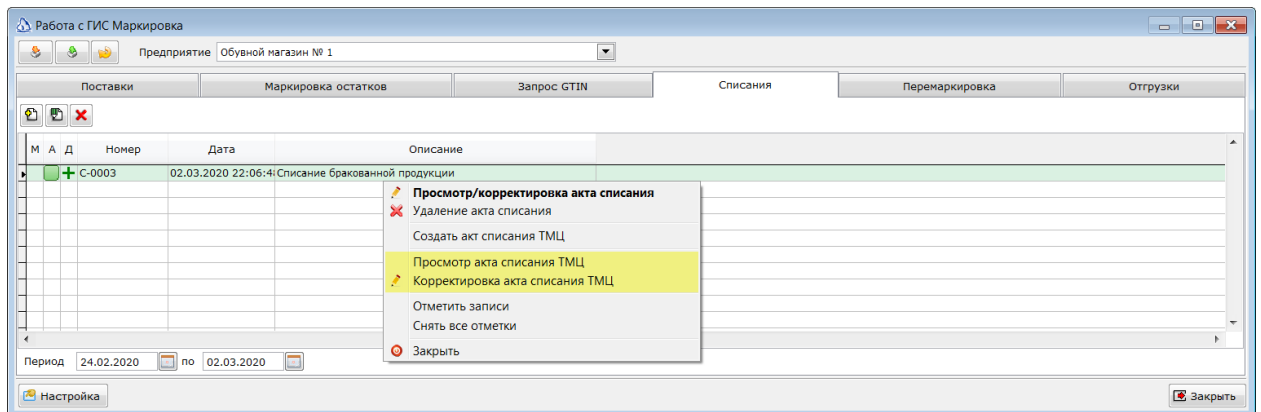 Работа с ГИС Маркировка
Предприятие Обувной магазин № 1
Поставки Маркировка остатков Запрос GTIN Списания Перемаркировка Отгрузки
М А Д Номер Дата Описание
С-0003 02.03.2020 22:06:48 Списание бракованной продукции
Просмотр/корректировка акта списания
Удаление акта списания
Создать акт списания ТМЦ
Просмотр акта списания ТМЦ
Корректировка акта списания ТМЦ
Отметить записи
Снять все отметки
Закрыть
Период 24.02.2020 по 02.03.2020
Настройка Закрыть